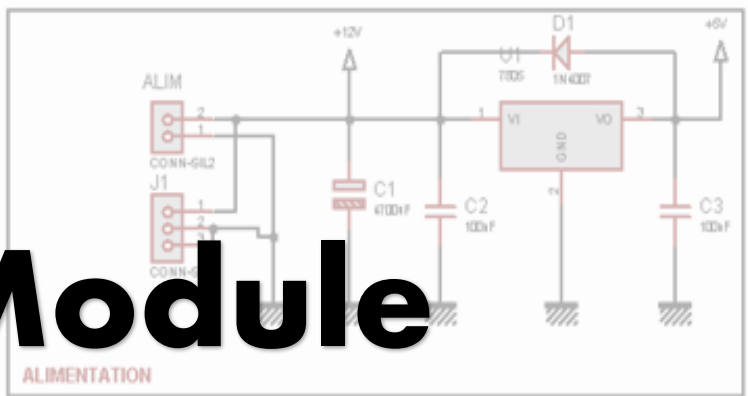 D1
+12V
+5V
U1
7805
1N4007
ALIM
2
1
1
VI
VO
3
GND
CONN-SIL2
J1
2
1
2
3
C1
4700uF
C2
100nF
C3
100nF
Module
ALIMENTATION